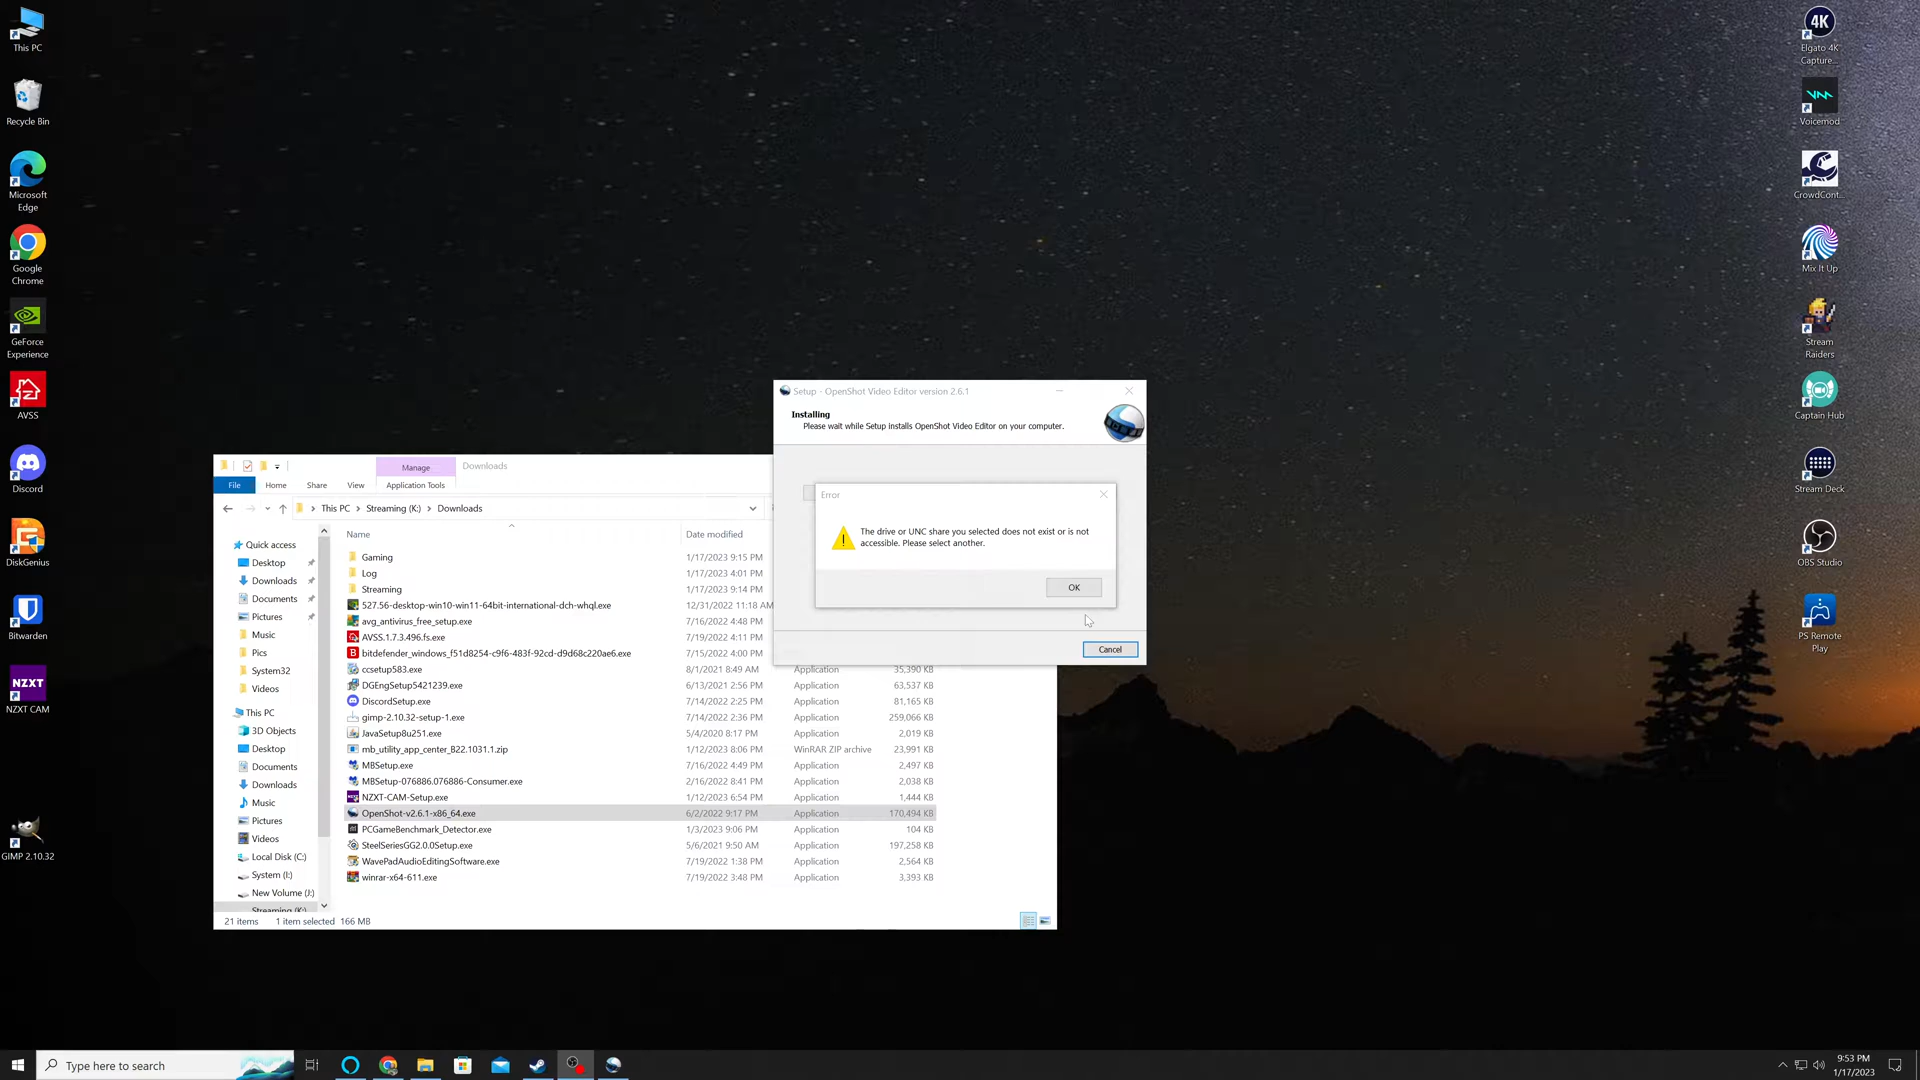 This PC
Recycle Bin
Microsoft
Edge
Google
Chrome
GeForce
Experience
AVSS
Discord
DiskGenius
Bitwarden
NZXT
NZXT CAM
GIMP 2.10.32
4K
Elgato 4K
Capture...
Voicemod
CrowdCont...
Mix It Up
Stream
Raiders
Captain Hub
Stream Deck
OBS Studio
PS Remote
Play
Setup - OpenShot Video Editor version 2.6.1
Installing
Please wait while Setup installs OpenShot Video Editor on your computer.
Error
The drive or UNC share you selected does not exist or is not
accessible. Please select another.
OK
Cancel
Manage
Downloads
File
Home
Share
View
Application Tools
This PC
Streaming (K:)
Downloads
Name
Date modified
Quick access
Desktop
Downloads
Documents
Pictures
Music
Pics
System32
Videos
This PC
3D Objects
Desktop
Documents
Downloads
Music
Pictures
Videos
Local Disk (C:)
System (I:)
New Volume (J:)
Streaming (K:)
Gaming 1/17/2023 9:15 PM
Log 1/17/2023 4:01 PM
Streaming 1/17/2023 9:14 PM
527.56-desktop-win10-win11-64bit-international-dch-whql.exe 12/31/2022 11:18 AM
avg_antivirus_free_setup.exe 7/16/2022 4:48 PM
AVSS.1.7.3.496.fs.exe 7/19/2022 4:11 PM
bitdefender_windows_f51d8254-c9f6-483f-92cd-d9d68c220ae6.exe 7/15/2022 4:00 PM
ccsetup583.exe 8/1/2021 8:49 AM Application 35,390 KB
DGEngSetup5421239.exe 6/13/2021 2:56 PM Application 63,537 KB
DiscordSetup.exe 7/14/2022 2:25 PM Application 81,165 KB
gimp-2.10.32-setup-1.exe 7/14/2022 2:36 PM Application 259,066 KB
JavaSetup8u251.exe 5/4/2020 8:17 PM Application 2,019 KB
mb_utility_app_center_B22.1031.1.zip 1/12/2023 8:06 PM WinRAR ZIP archive 23,991 KB
MBSetup.exe 7/16/2022 4:49 PM Application 2,497 KB
MBSetup-076886.076886-Consumer.exe 2/16/2022 8:41 PM Application 2,038 KB
NZXT-CAM-Setup.exe 1/12/2023 6:54 PM Application 1,444 KB
OpenShot-v2.6.1-x86_64.exe 6/2/2022 9:17 PM Application 170,494 KB
PCGameBenchmark_Detector.exe 1/3/2023 9:06 PM Application 104 KB
SteelSeriesGG2.0.0Setup.exe 5/6/2021 9:50 AM Application 197,258 KB
WavePadAudioEditingSoftware.exe 7/19/2022 1:38 PM Application 2,564 KB
winrar-x64-611.exe 7/19/2022 3:48 PM Application 3,393 KB
21 items 1 item selected 166 MB
Type here to search
9:53 PM
1/17/2023